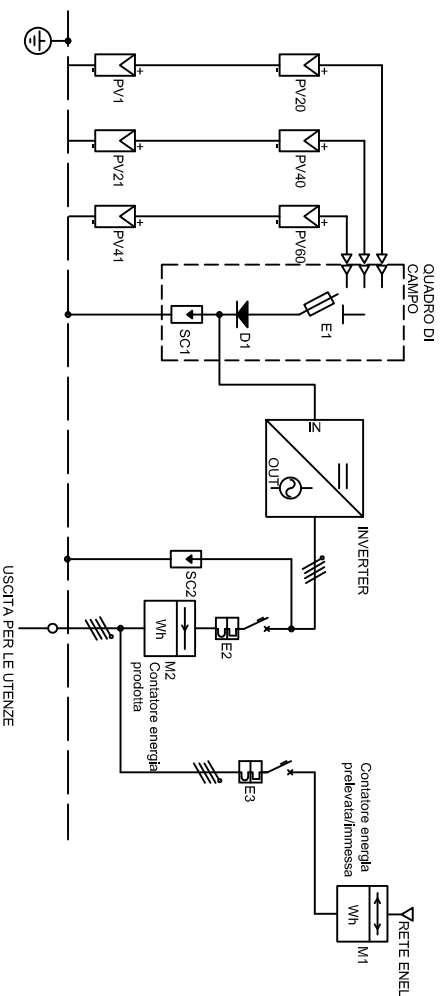 PV1
PV20
PV21
PV40
PV41
PV60
+
-
+
-
+
-
+
-
+
-
+
-
QUADRO DI
CAMPO
E1
D1
SC1
IN
OUT
INVERTER
SC2
E2
Wh
M2
Contatore energia
prodotta
USCITA PER LE UTENZE
E3
Contatore energia
prelevata/immessa
Wh
M1
RETE ENEL